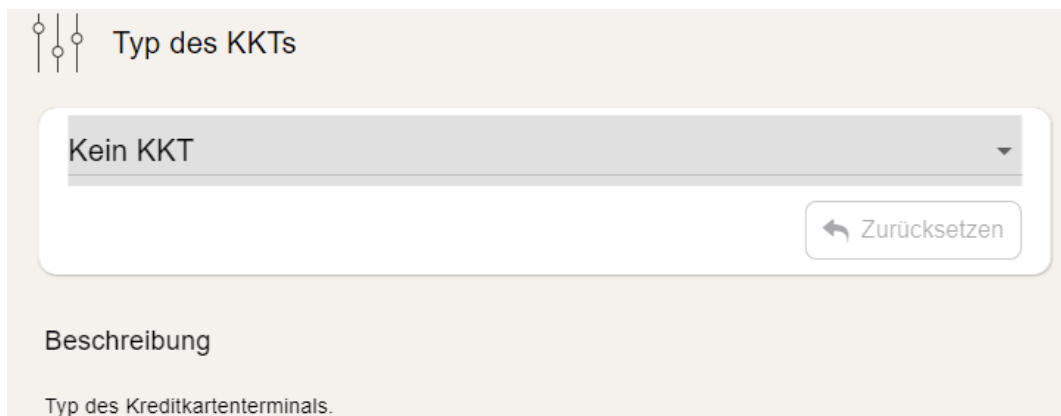 Typ des KKTs
Kein KKT
Zurücksetzen
Beschreibung
Typ des Kreditkartenterminals.